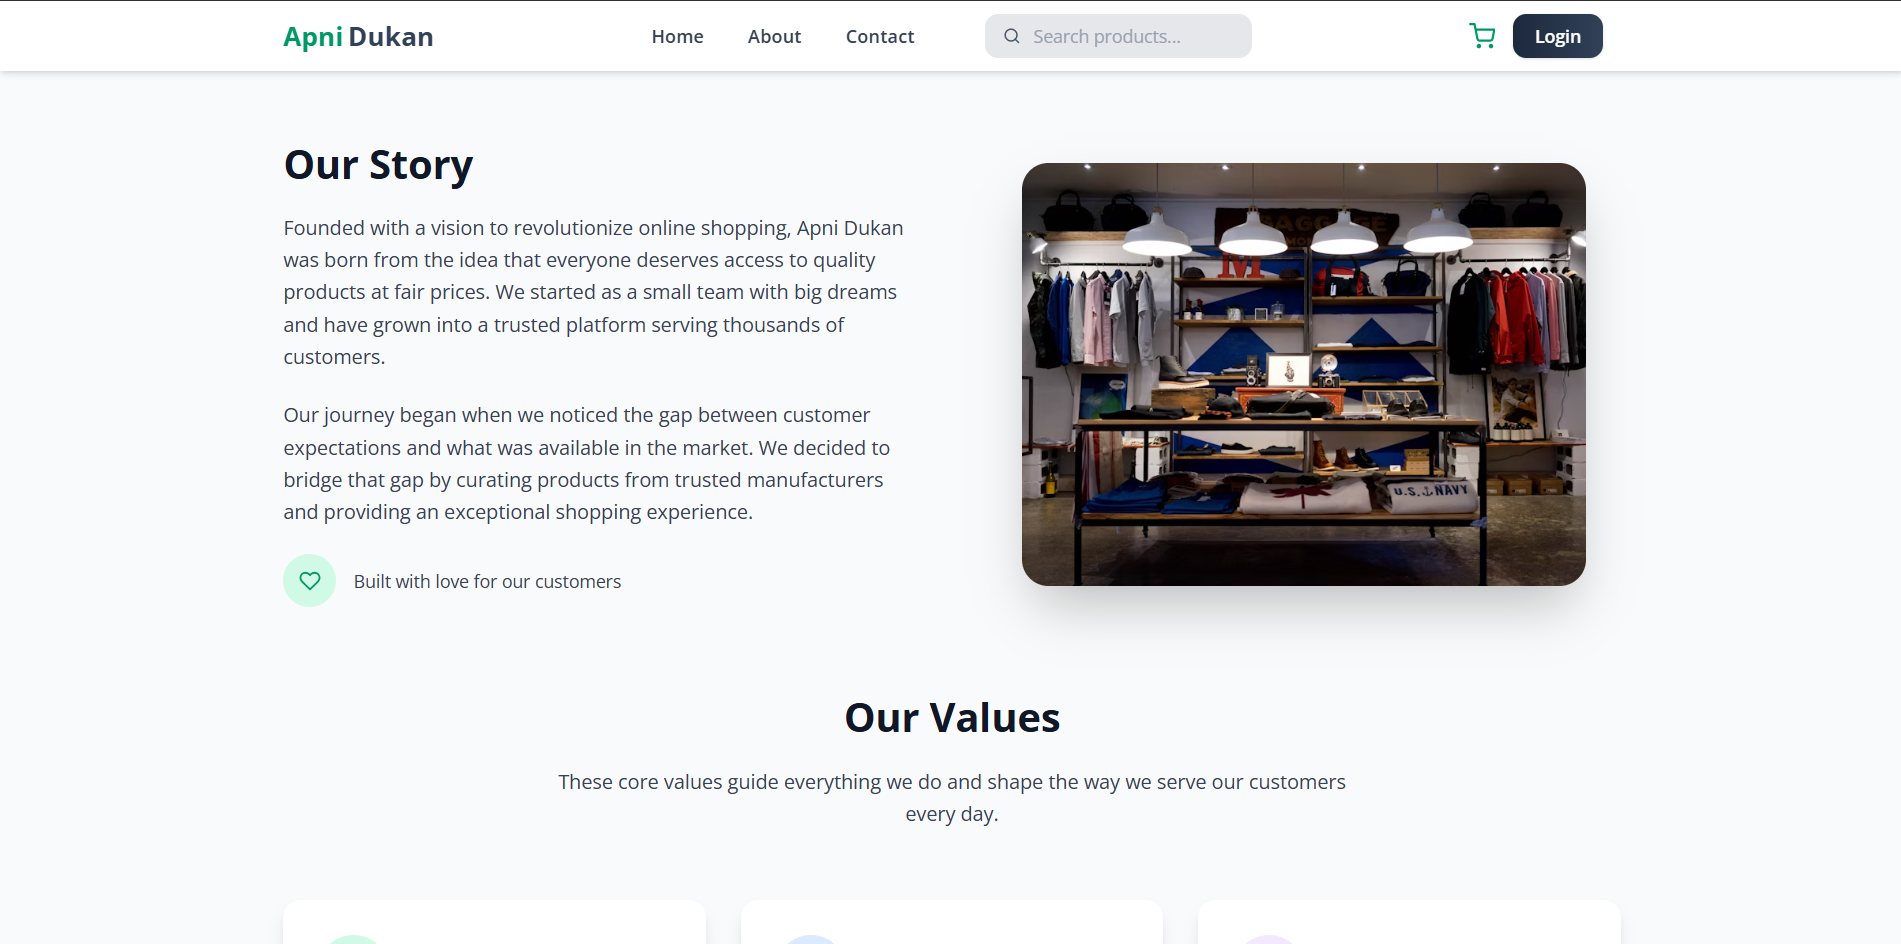 Apni Dukan
Home
About
Contact
Search products...
Login
Our Story
Founded with a vision to revolutionize online shopping, Apni Dukan
was born from the idea that everyone deserves access to quality
products at fair prices. We started as a small team with big dreams
and have grown into a trusted platform serving thousands of
customers.
Our journey began when we noticed the gap between customer
expectations and what was available in the market. We decided to
bridge that gap by curating products from trusted manufacturers
and providing an exceptional shopping experience.
Built with love for our customers
BAGGAGE
M
U.S. NAVY
Our Values
These core values guide everything we do and shape the way we serve our customers
every day.